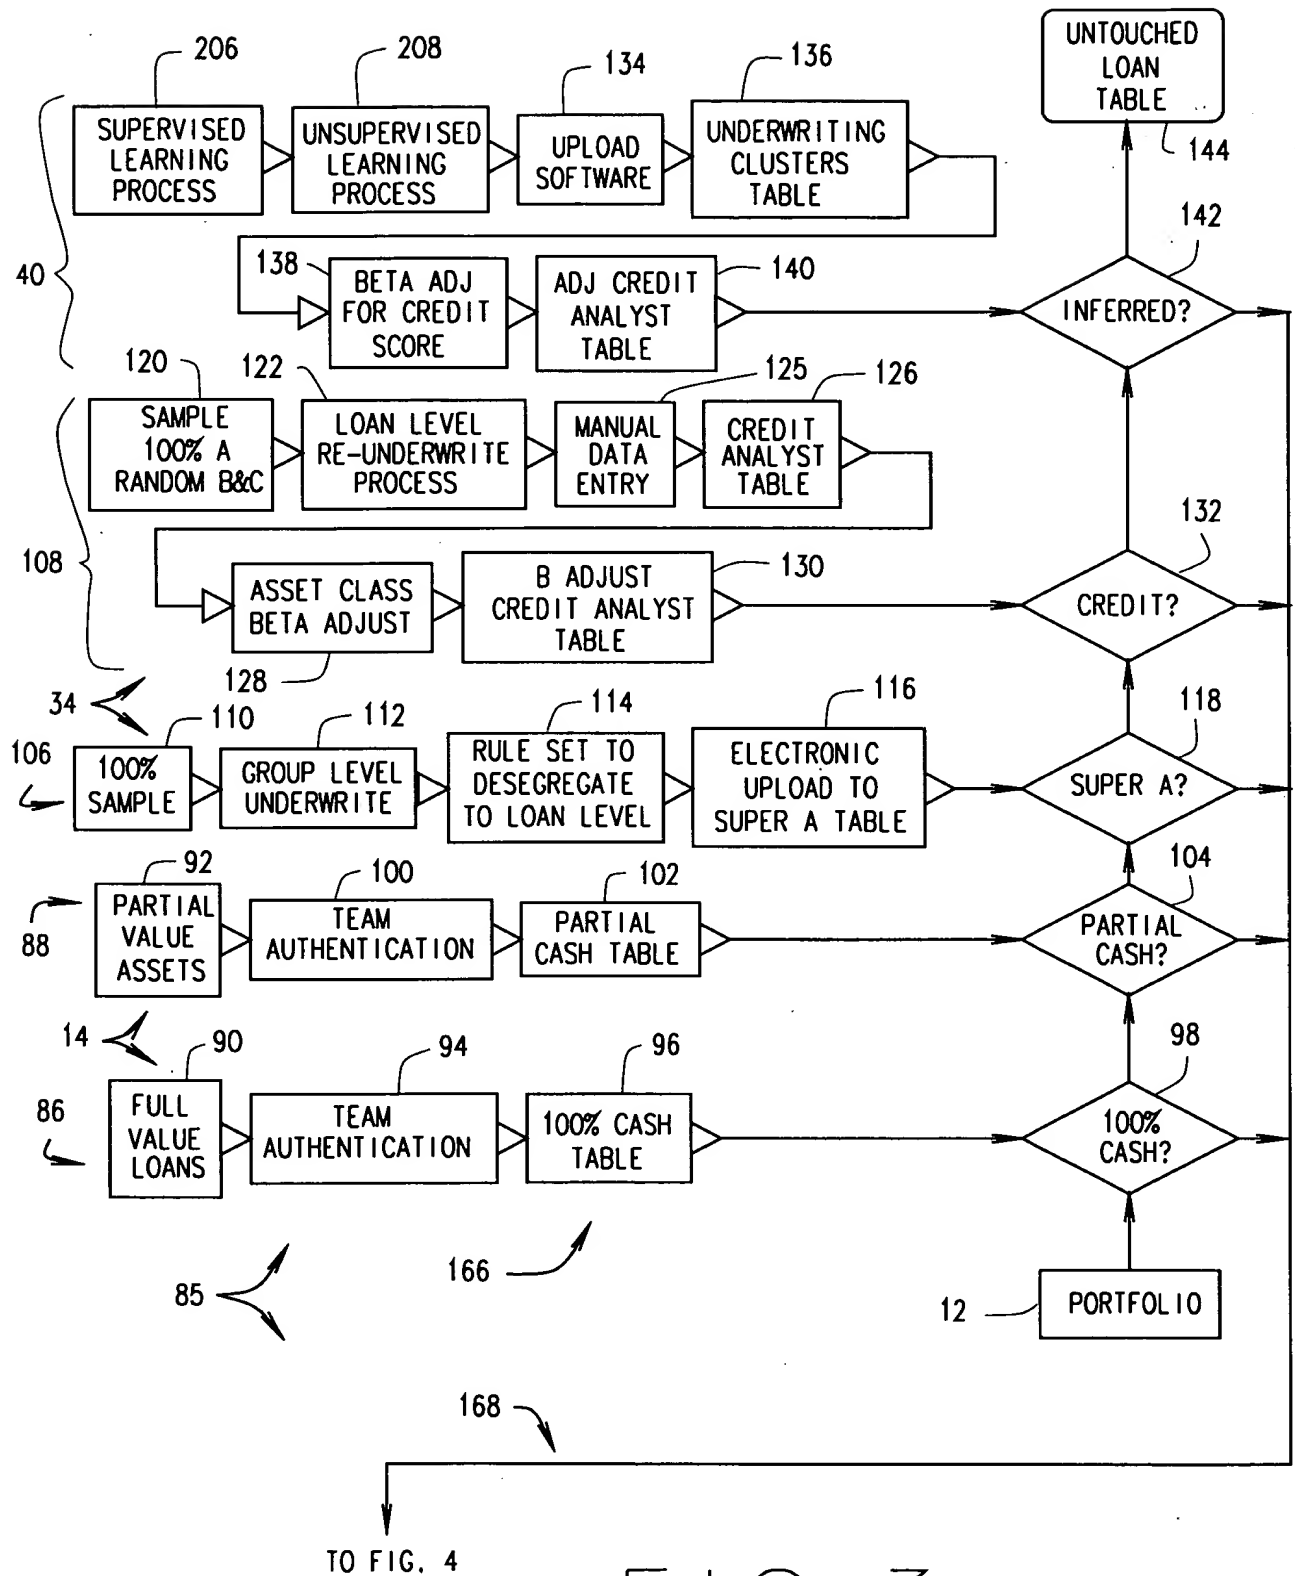 UNTOUCHED
LOAN
TABLE
144
206
208
134
136
SUPERVISED
LEARNING
PROCESS
UNSUPERVISED
LEARNING
PROCESS
UPLOAD
SOFTWARE
UNDERWRITING
CLUSTERS
TABLE
142
40
138
BETA ADJ
FOR CREDIT
SCORE
140
ADJ CREDIT
ANALYST
TABLE
INFERRED?
120
122
125
126
SAMPLE
100% A
RANDOM B&C
LOAN LEVEL
RE-UNDERWRITE
PROCESS
MANUAL
DATA
ENTRY
CREDIT
ANALYST
TABLE
132
108
ASSET CLASS
BETA ADJUST
128
B ADJUST
CREDIT ANALYST
TABLE
130
CREDIT?
34
110
112
114
116
118
106
100%
SAMPLE
GROUP LEVEL
UNDERWRITE
RULE SET TO
DESEGREGATE
TO LOAN LEVEL
ELECTRONIC
UPLOAD TO
SUPER A TABLE
SUPER A?
92
100
102
104
88
PARTIAL
VALUE
ASSETS
TEAM
AUTHENTICATION
PARTIAL
CASH TABLE
PARTIAL
CASH?
14
90
94
96
98
86
FULL
VALUE
LOANS
TEAM
AUTHENTICATION
100% CASH
TABLE
100%
CASH?
85
166
12
PORTFOLIO
168
TO FIG. 4